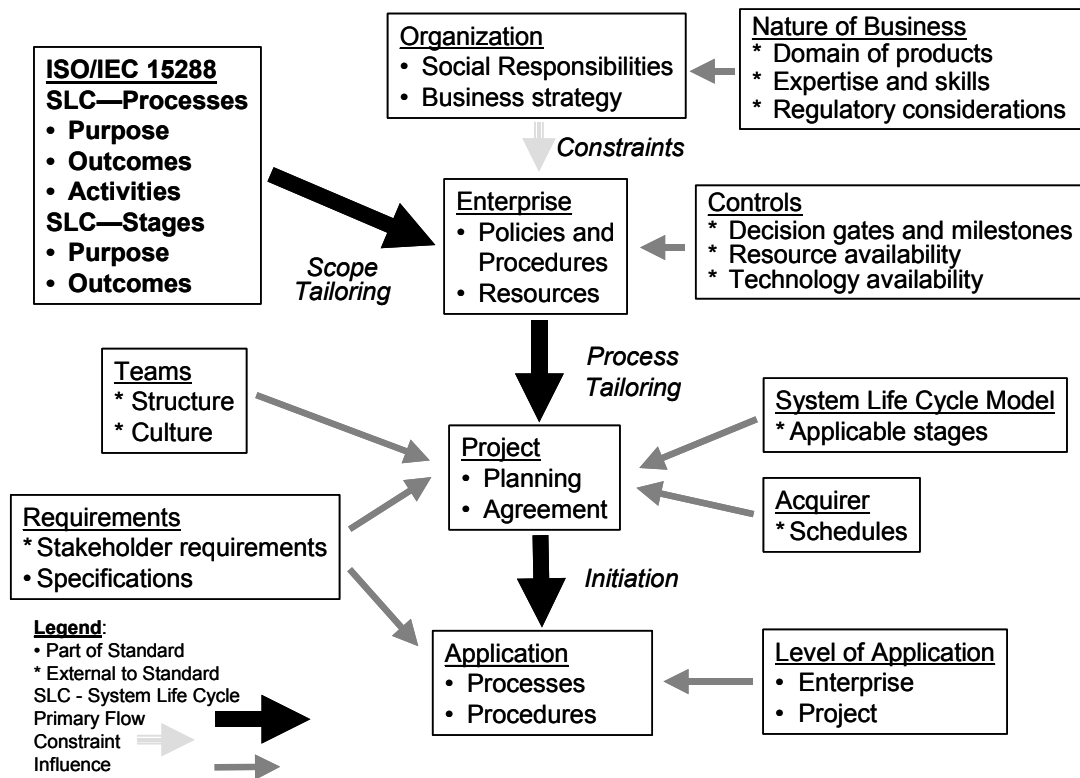 ISO/IEC 15288
SLC—Processes
• Purpose
• Outcomes
• Activities
SLC—Stages
• Purpose
• Outcomes
Organization
• Social Responsibilities
• Business strategy
Nature of Business
* Domain of products
* Expertise and skills
* Regulatory considerations
Constraints
Scope
Tailoring
Enterprise
• Policies and
Procedures
• Resources
Controls
* Decision gates and milestones
* Resource availability
* Technology availability
Process
Tailoring
Teams
* Structure
* Culture
Project
• Planning
• Agreement
System Life Cycle Model
* Applicable stages
Acquirer
* Schedules
Requirements
* Stakeholder requirements
• Specifications
Initiation
Application
• Processes
• Procedures
Level of Application
• Enterprise
• Project
Legend:
• Part of Standard
* External to Standard
SLC - System Life Cycle
Primary Flow
Constraint
Influence